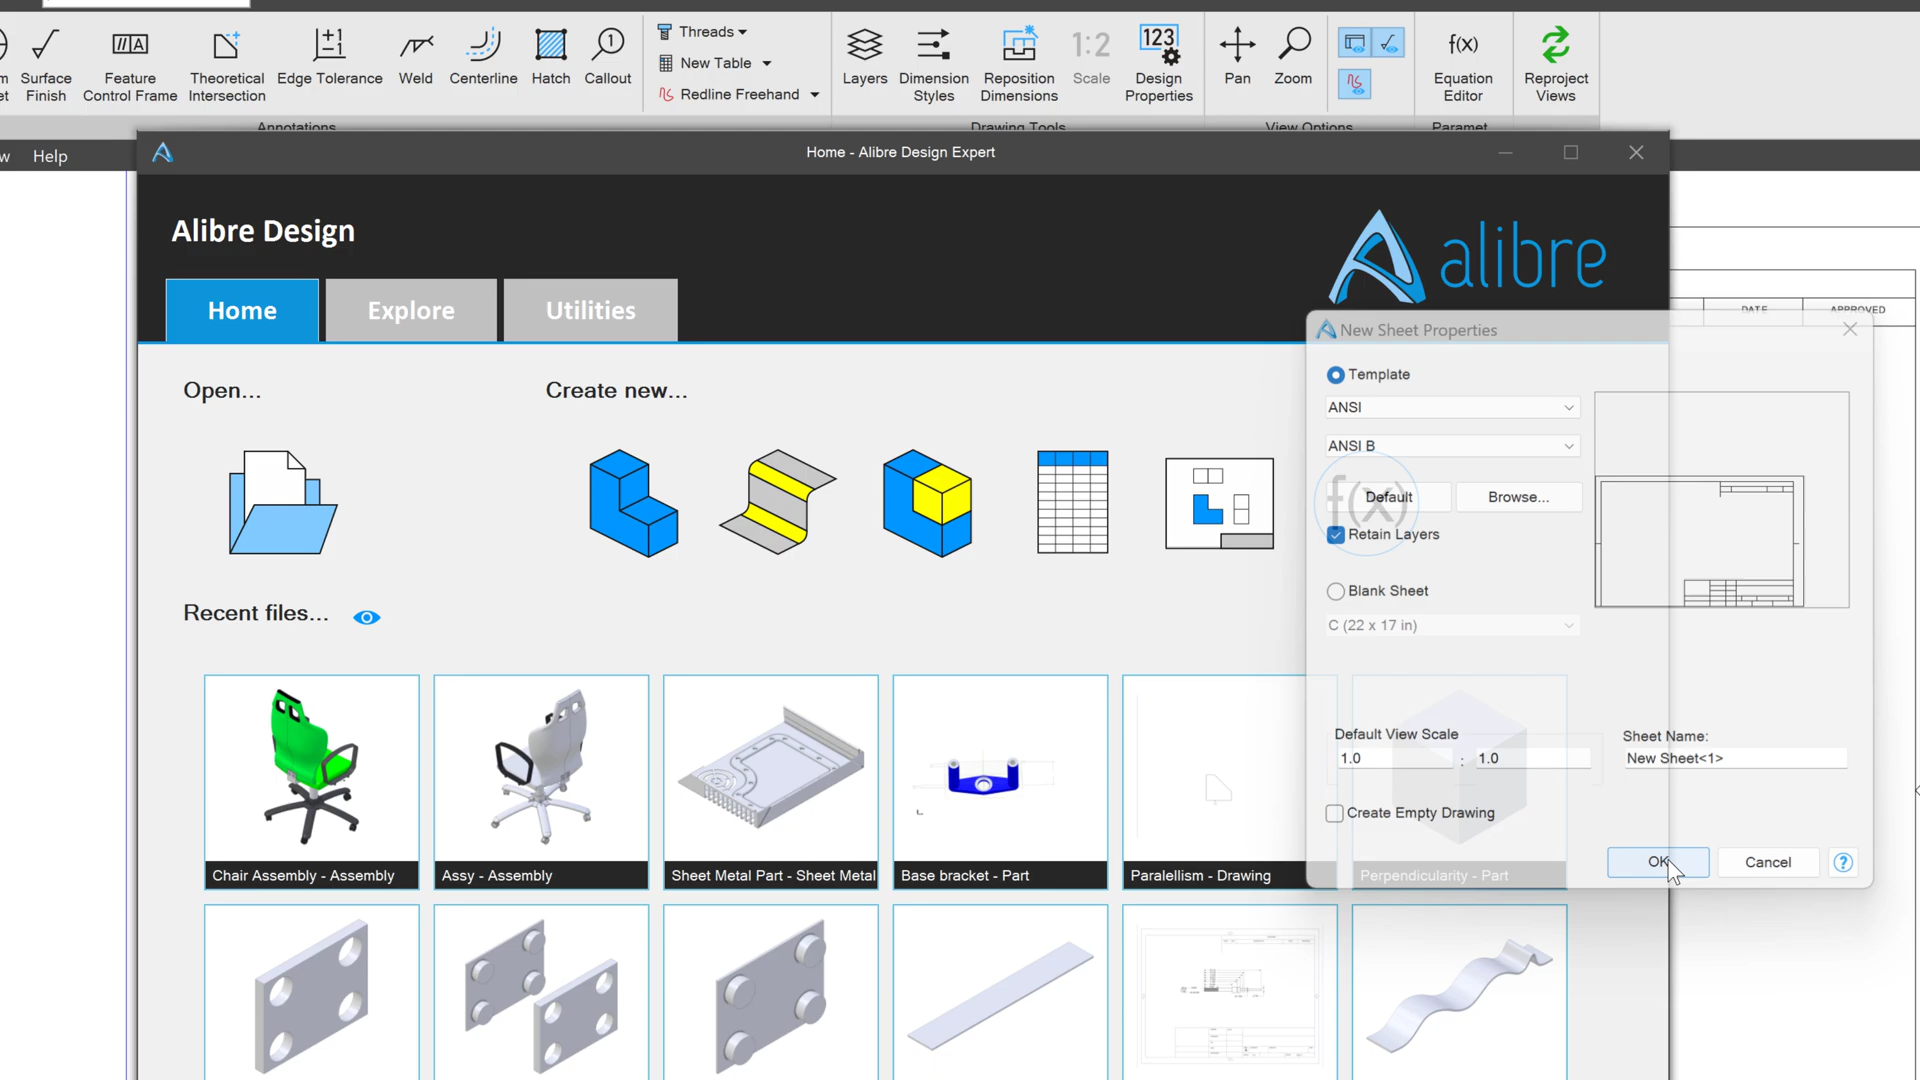 Surface
Finish
Feature
Control Frame
Theoretical
Intersection
Edge Tolerance
Weld
Centerline
Hatch
Callout
Threads
New Table
Redline Freehand
Layers
Dimension
Styles
Reposition
Dimensions
1:2
Scale
123
Design
Properties
Pan
Zoom
f(x)
Equation
Editor
Reproject
Views
Annotations
Drawing Tools
View Options
Paramet
w
Help
Home - Alibre Design Expert
Alibre Design
alibre
Home
Explore
Utilities
DATE
APPROVED
New Sheet Properties
Open...
Create new...
Template
ANSI
ANSI B
f(x)
Default
Browse...
Retain Layers
Blank Sheet
C (22 x 17 in)
Recent files...
Default View Scale
1.0 : 1.0
Sheet Name:
New Sheet<1>
Create Empty Drawing
OK
Cancel
?
Chair Assembly - Assembly
Assy - Assembly
Sheet Metal Part - Sheet Metal
Base bracket - Part
Paralellism - Drawing
Perpendicularity - Part